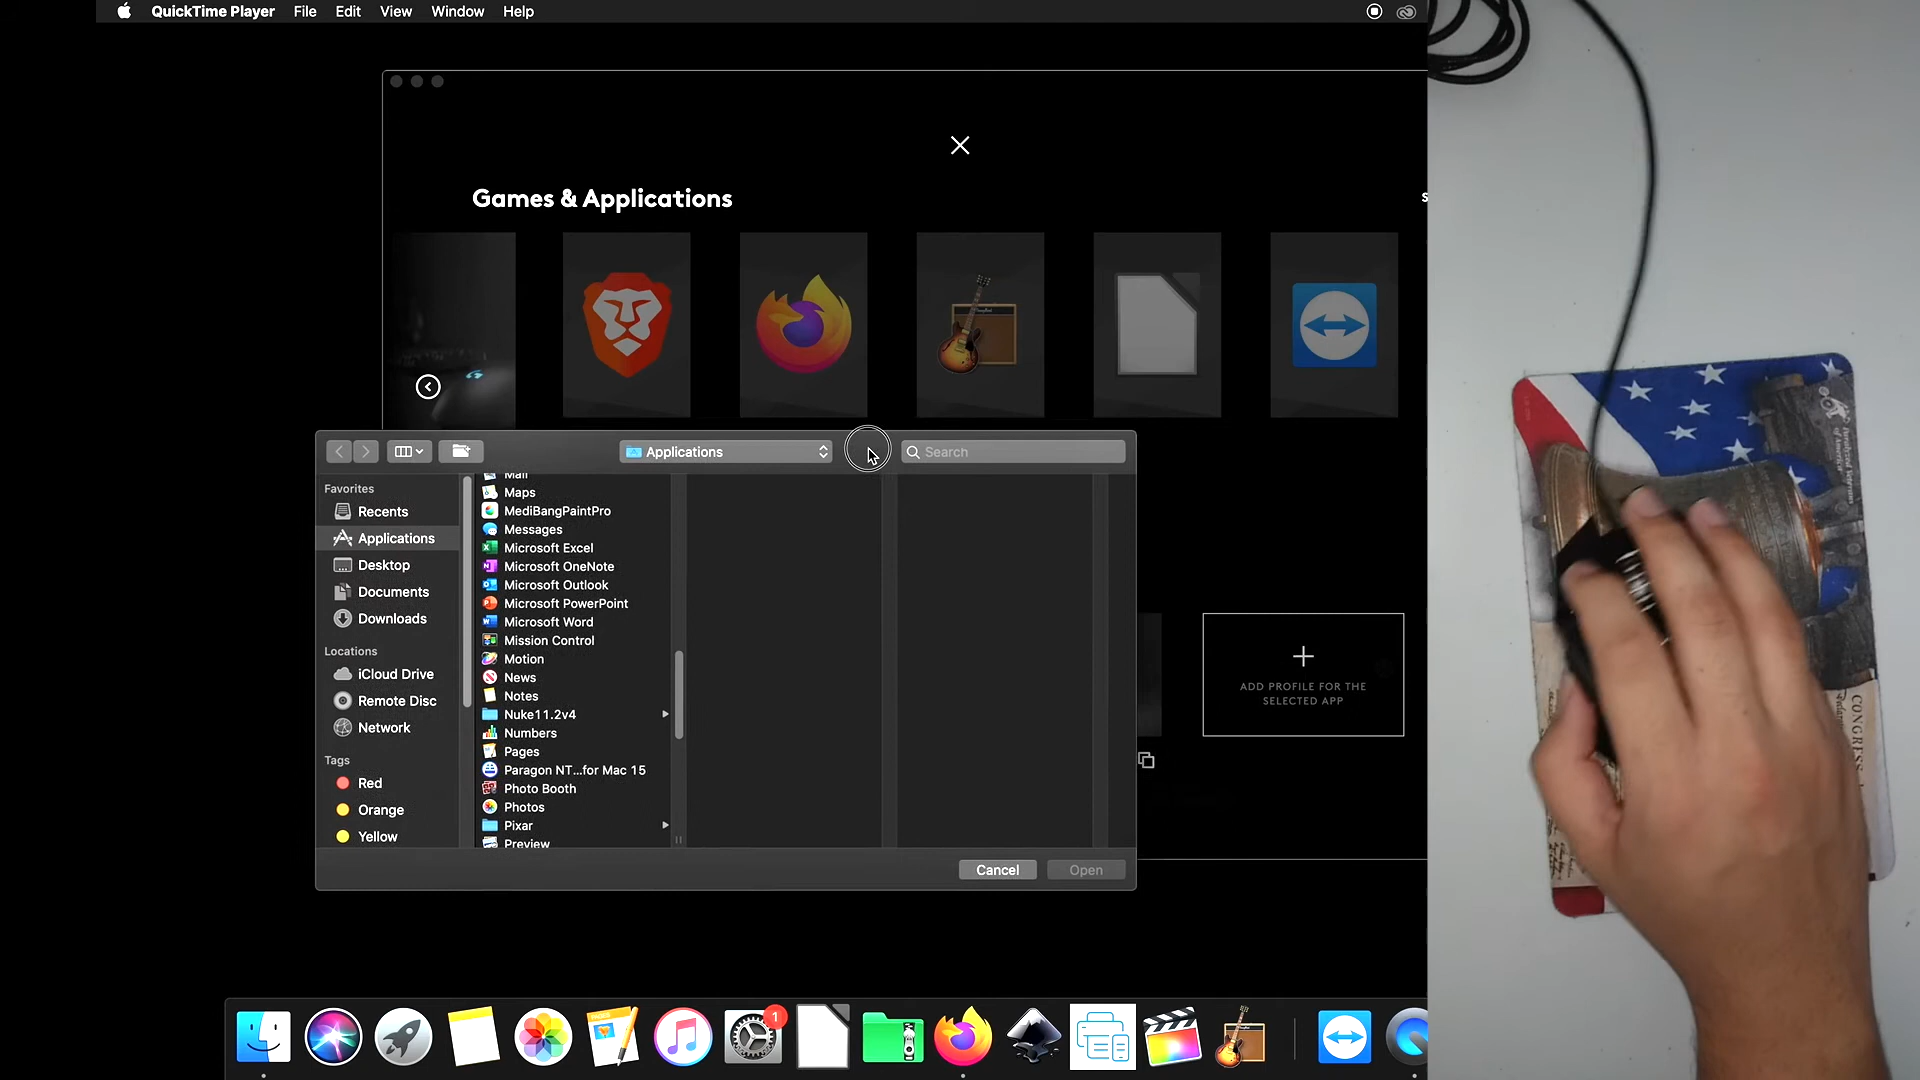 QuickTime Player File Edit View Window Help
Games & Applications
Applications
Search
Favorites
Recents
Applications
Desktop
Documents
Downloads
Locations
iCloud Drive
Remote Disc
Network
Tags
Red
Orange
Yellow
Mail
Maps
MediBangPaintPro
Messages
Microsoft Excel
Microsoft OneNote
Microsoft Outlook
Microsoft PowerPoint
Microsoft Word
Mission Control
Motion
News
Notes
Nuke11.2v4
Numbers
Pages
Paragon NT...for Mac 15
Photo Booth
Photos
Pixar
Preview
Cancel
Open
ADD PROFILE FOR THE
SELECTED APP
1
CONGRESS